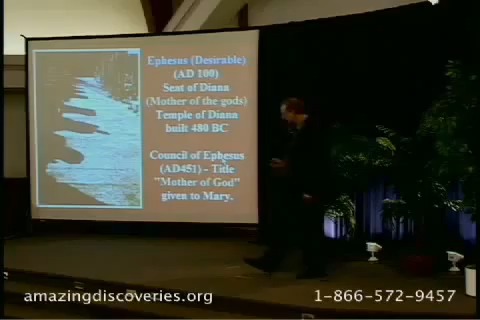 Ephesus (Desirable)
(AD 100)
Seat of Diana
(Mother of the gods)
Temple of Diana
built 480 BC
Council of Ephesus
(AD451) - Title
"Mother of God"
given to Mary.
amazingdiscoveries.org
1-866-572-9457